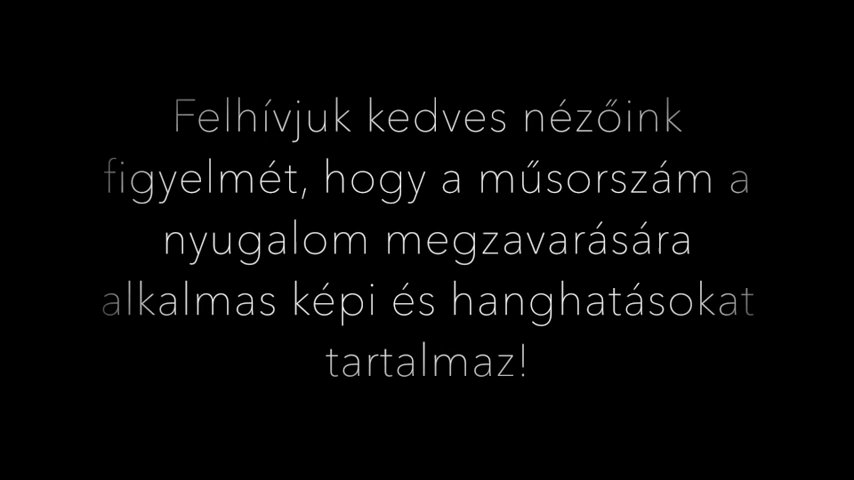 Felhívjuk kedves nézőink
figyelmét, hogy a műsorszám a
nyugalom megzavarására
alkalmas képi és hanghatásokat
tartalmaz!